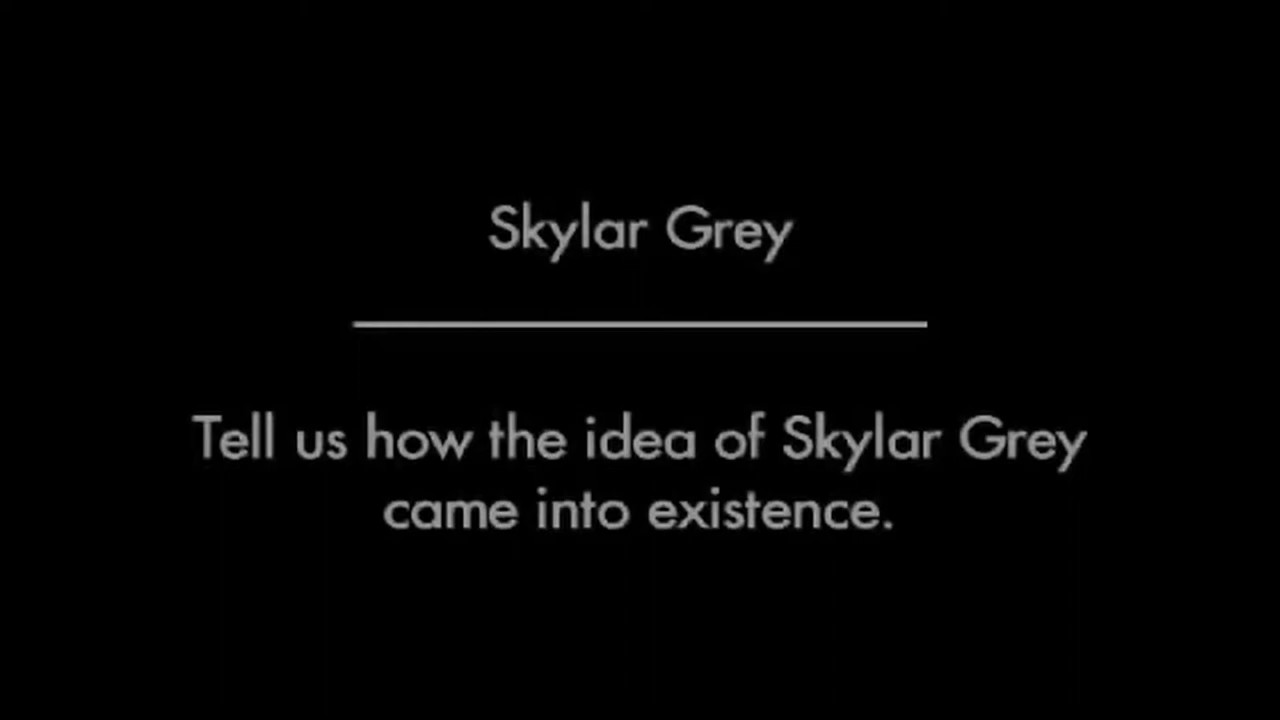 Skylar Grey
Tell us how the idea of Skylar Grey
came into existence.